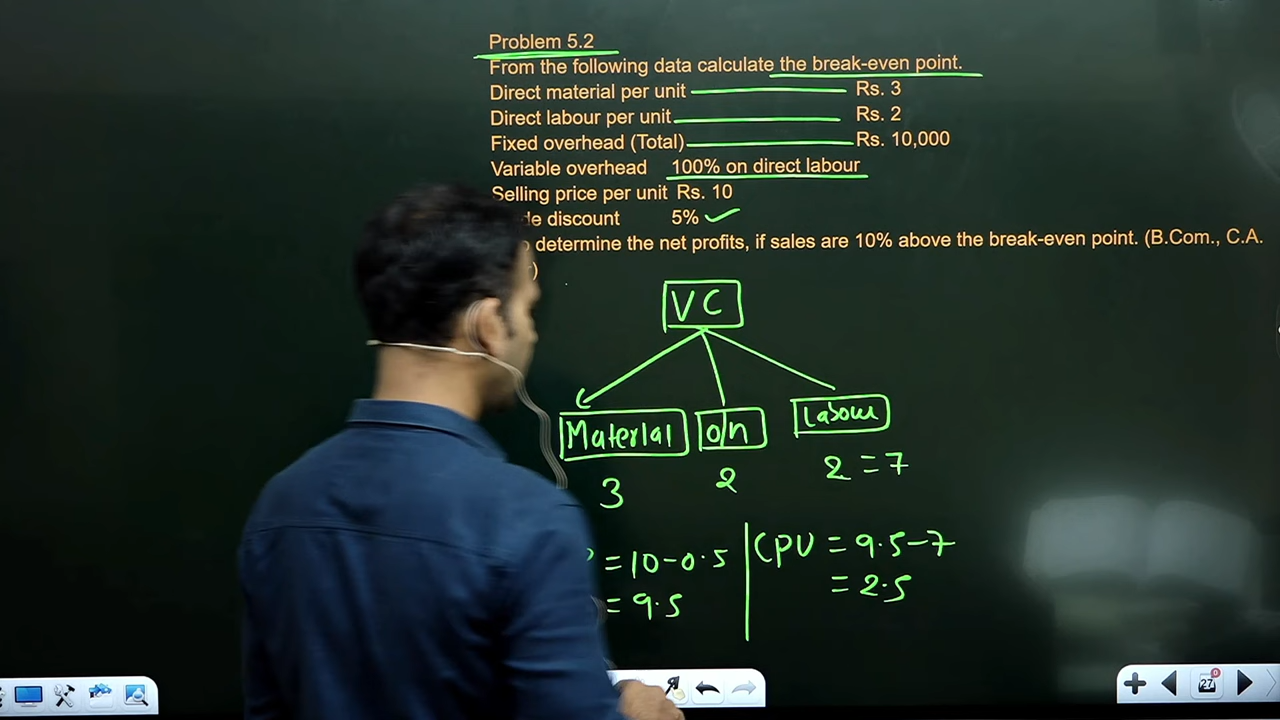 Problem 5.2
From the following data calculate the break-even point.
Direct material per unit Rs. 3
Direct labour per unit Rs. 2
Fixed overhead (Total) Rs. 10,000
Variable overhead 100% on direct labour
Selling price per unit Rs. 10
discount 5%
determine the net profits, if sales are 10% above the break-even point. (B.Com., C.A.
)
VC
Material o/h Labour
3 2 2 = 7
= 10-0.5
= 9.5
CPU = 9.5-7
= 2.5
27